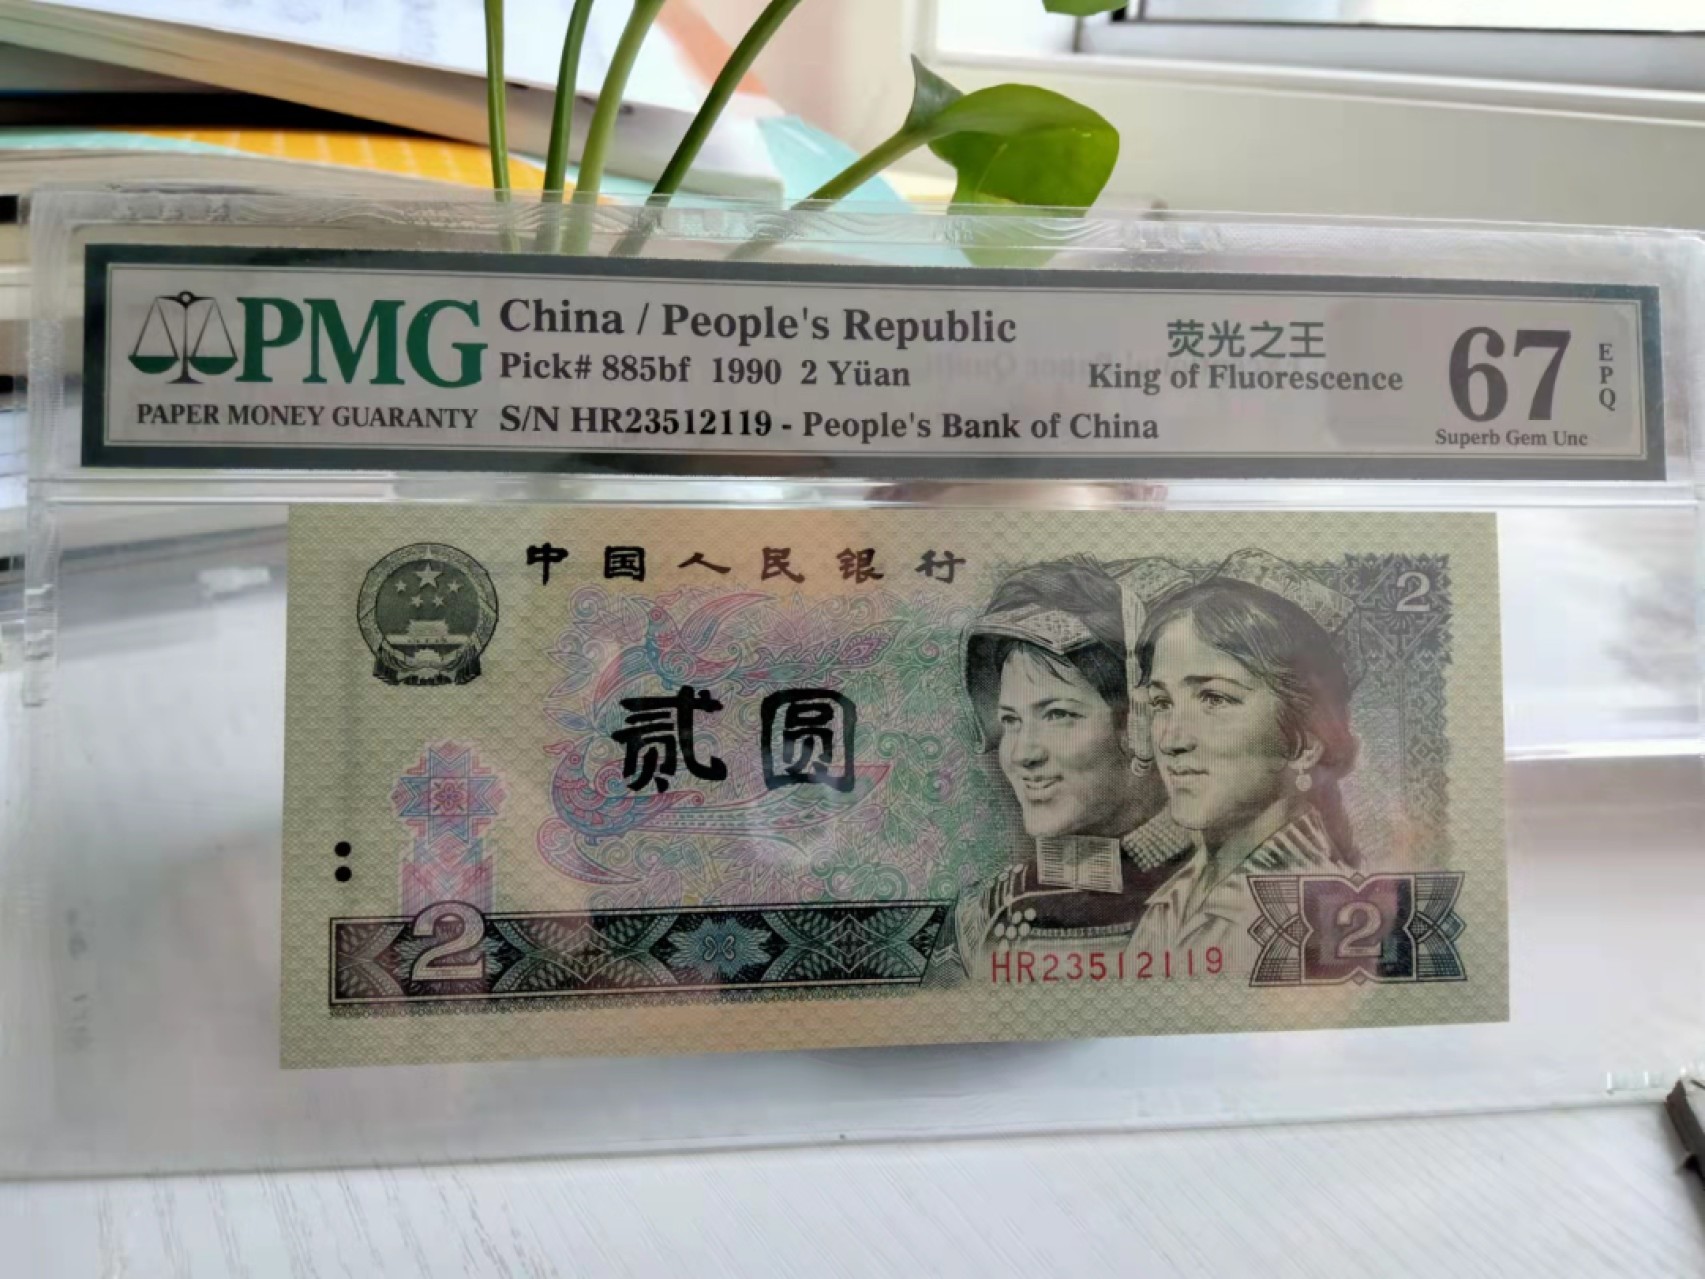 PMG
PAPER MONEY GUARANTY
China / People's Republic
Pick# 885bf 1990 2 Yüan
S/N HR23512119 - People's Bank of China
荧光之王
King of Fluorescence
67
EPQ
Superb Gem Unc
中国人民银行
2
贰圆
2
2
HR23512119